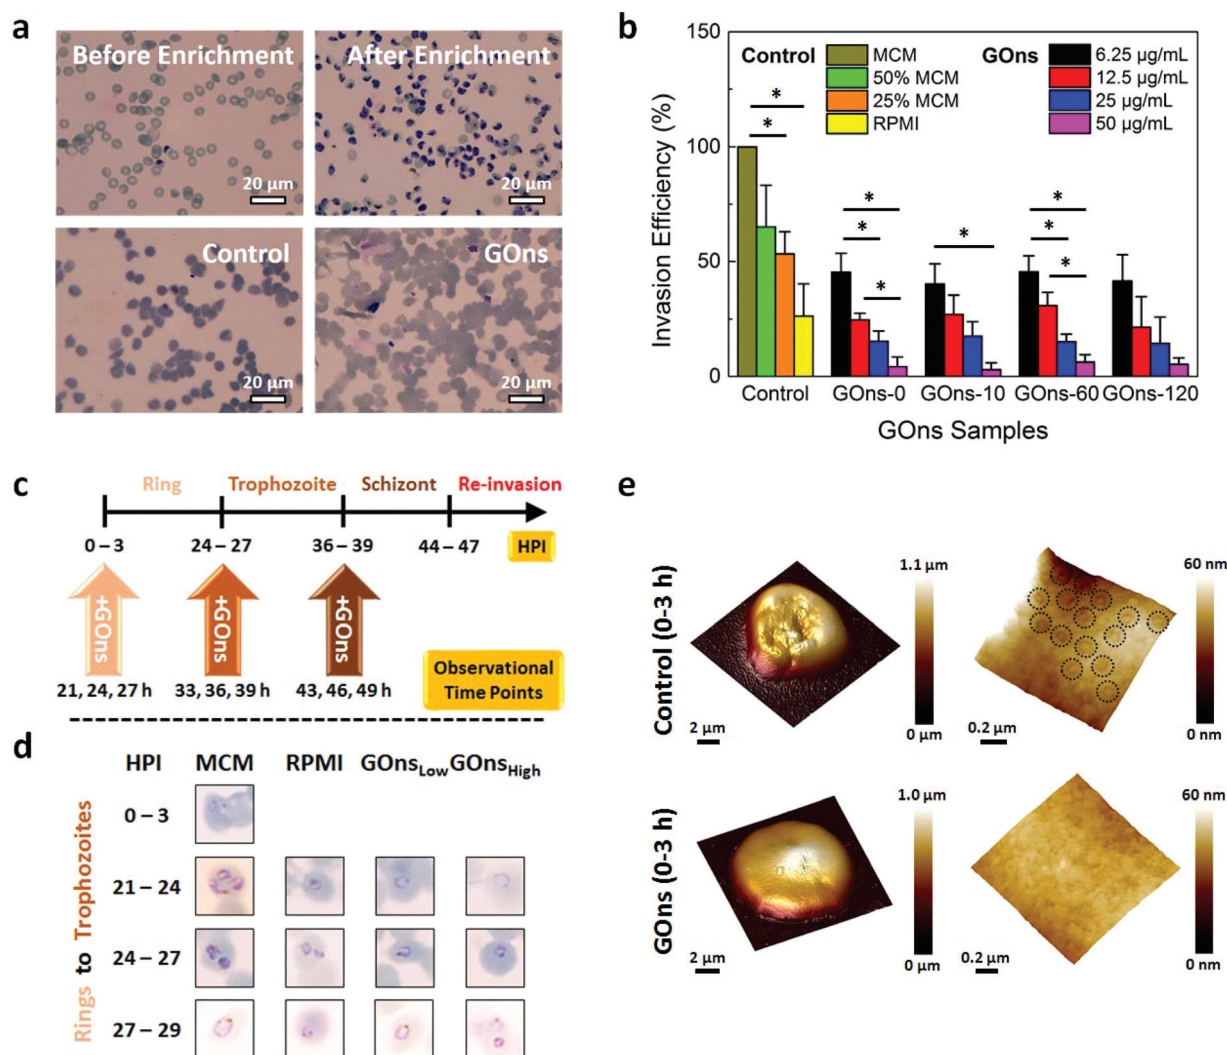 a
Before Enrichment
After Enrichment
20 µm
20 µm
Control
GOns
20 µm
20 µm
b
150
100
50
0
Invasion Efficiency (%)
Control
MCM
50% MCM
25% MCM
RPMI
GOns
6.25 µg/mL
12.5 µg/mL
25 µg/mL
50 µg/mL
*
*
*
*
*
*
*
*
*
Control GOns-0 GOns-10 GOns-60 GOns-120
GOns Samples
c
Ring Trophozoite Schizont Re-invasion
0 – 3 24 – 27 36 – 39 44 – 47 HPI
+GOns +GOns +GOns
21, 24, 27 h 33, 36, 39 h 43, 46, 49 h
Observational
Time Points
d
HPI MCM RPMI GOnsLow GOnsHigh
Rings to Trophozoites
0 – 3
21 – 24
24 – 27
27 – 29
e
Control (0-3 h)
1.1 µm
0 µm
2 µm
60 nm
0 nm
0.2 µm
GOns (0-3 h)
1.0 µm
0 µm
2 µm
60 nm
0 nm
0.2 µm